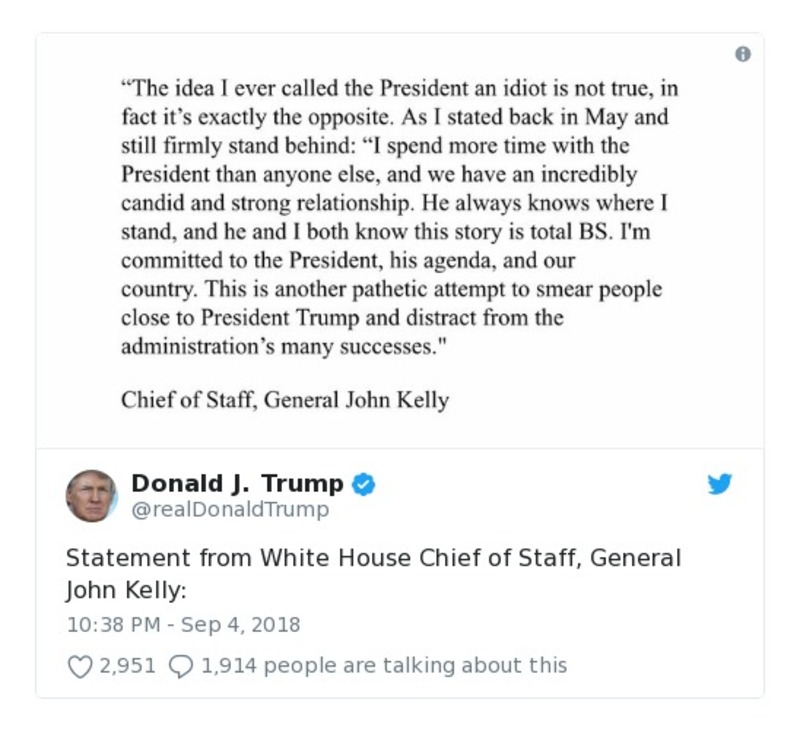 “The idea I ever called the President an idiot is not true, in
fact it’s exactly the opposite. As I stated back in May and
still firmly stand behind: “I spend more time with the
President than anyone else, and we have an incredibly
candid and strong relationship. He always knows where I
stand, and he and I both know this story is total BS. I'm
committed to the President, his agenda, and our
country. This is another pathetic attempt to smear people
close to President Trump and distract from the
administration’s many successes."
Chief of Staff, General John Kelly
Donald J. Trump
@realDonaldTrump
Statement from White House Chief of Staff, General
John Kelly:
10:38 PM - Sep 4, 2018
2,951 1,914 people are talking about this